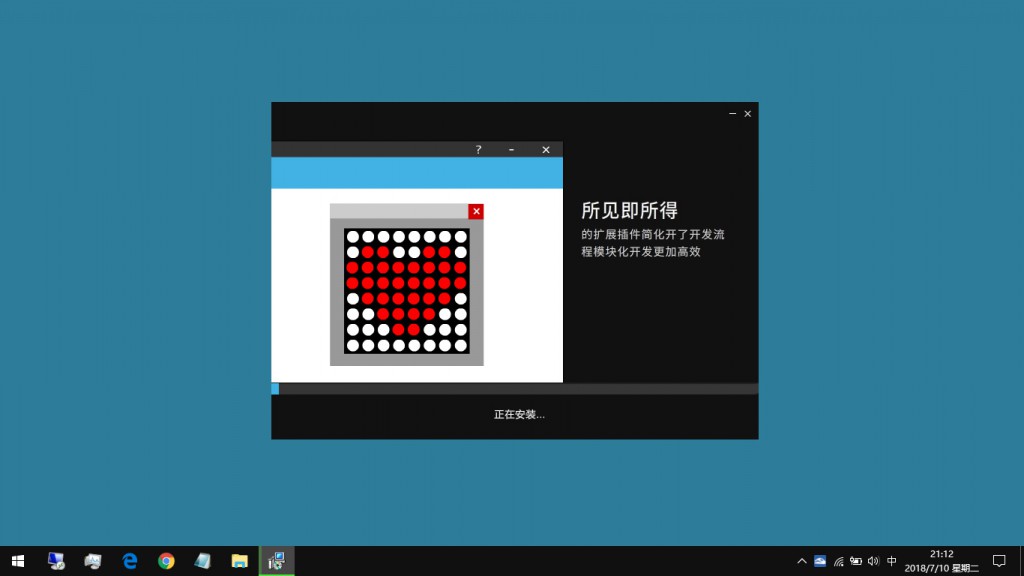 所见即所得
的扩展插件简化开了开发流
程模块化开发更加高效
正在安装...
中
21:12
2018/7/10 星期二